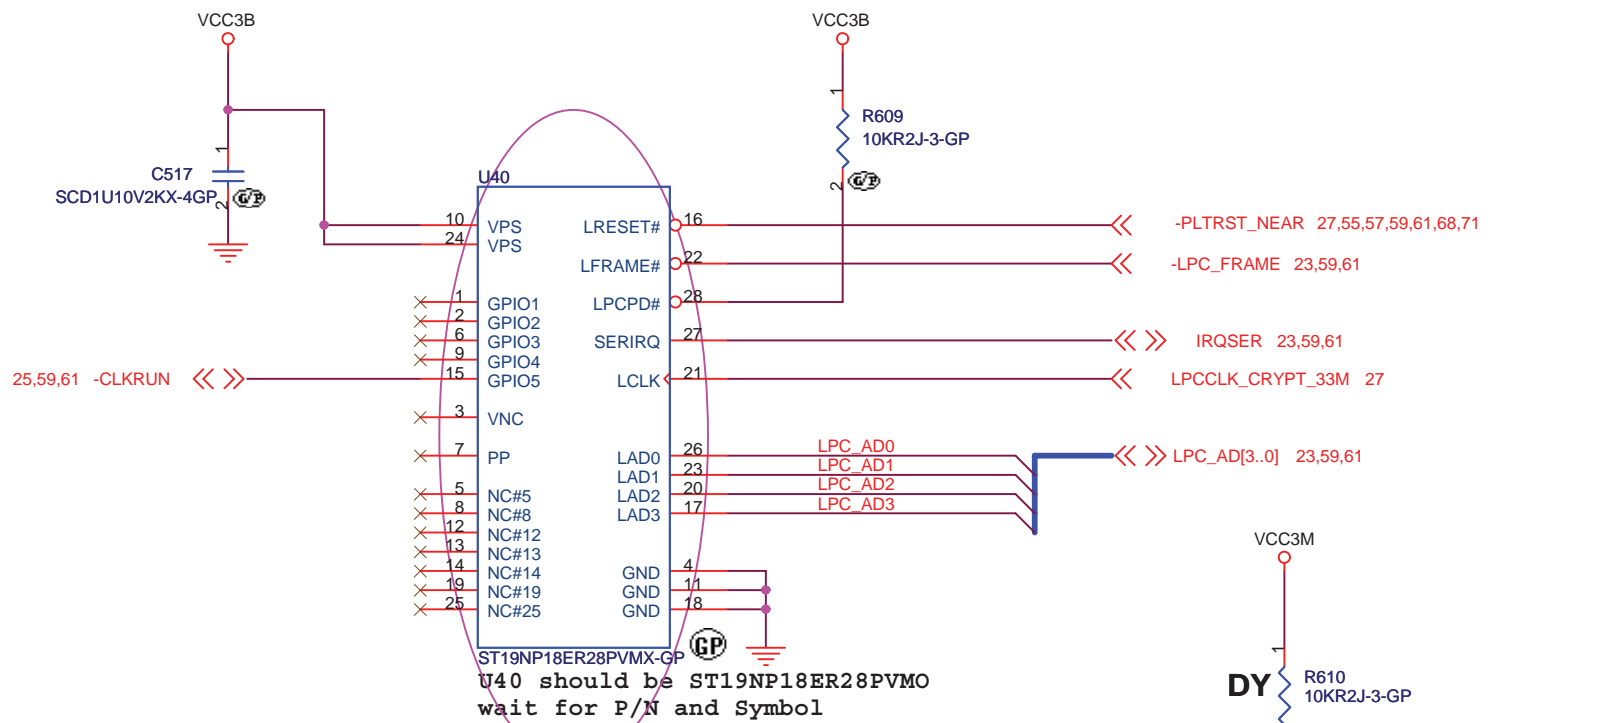 VCC3B
VCC3B
1
R609
10KR2J-3-GP
2
G/P
1
C517
SCD1U10V2KX-4GP
2
G/P
U40
10 VPS
24 VPS
1 GPIO1
2 GPIO2
6 GPIO3
9 GPIO4
25,59,61 -CLKRUN
15 GPIO5
3 VNC
7 PP
5 NC#5
8 NC#8
12 NC#12
13 NC#13
14 NC#14
19 NC#19
25 NC#25
LRESET# 16 -PLTRST_NEAR 27,55,57,59,61,68,71
LFRAME# 22 -LPC_FRAME 23,59,61
LPCPD# 28
SERIRQ 27 IRQSER 23,59,61
LCLK 21 LPCCLK_CRYPT_33M 27
LAD0 26 LPC_AD0 LPC_AD[3..0] 23,59,61
LAD1 23 LPC_AD1
LAD2 20 LPC_AD2
LAD3 17 LPC_AD3
GND 4
GND 11
GND 18
GP
ST19NP18ER28PVMX-GP
U40 should be ST19NP18ER28PVMO
wait for P/N and Symbol
VCC3M
1
DY
R610
10KR2J-3-GP